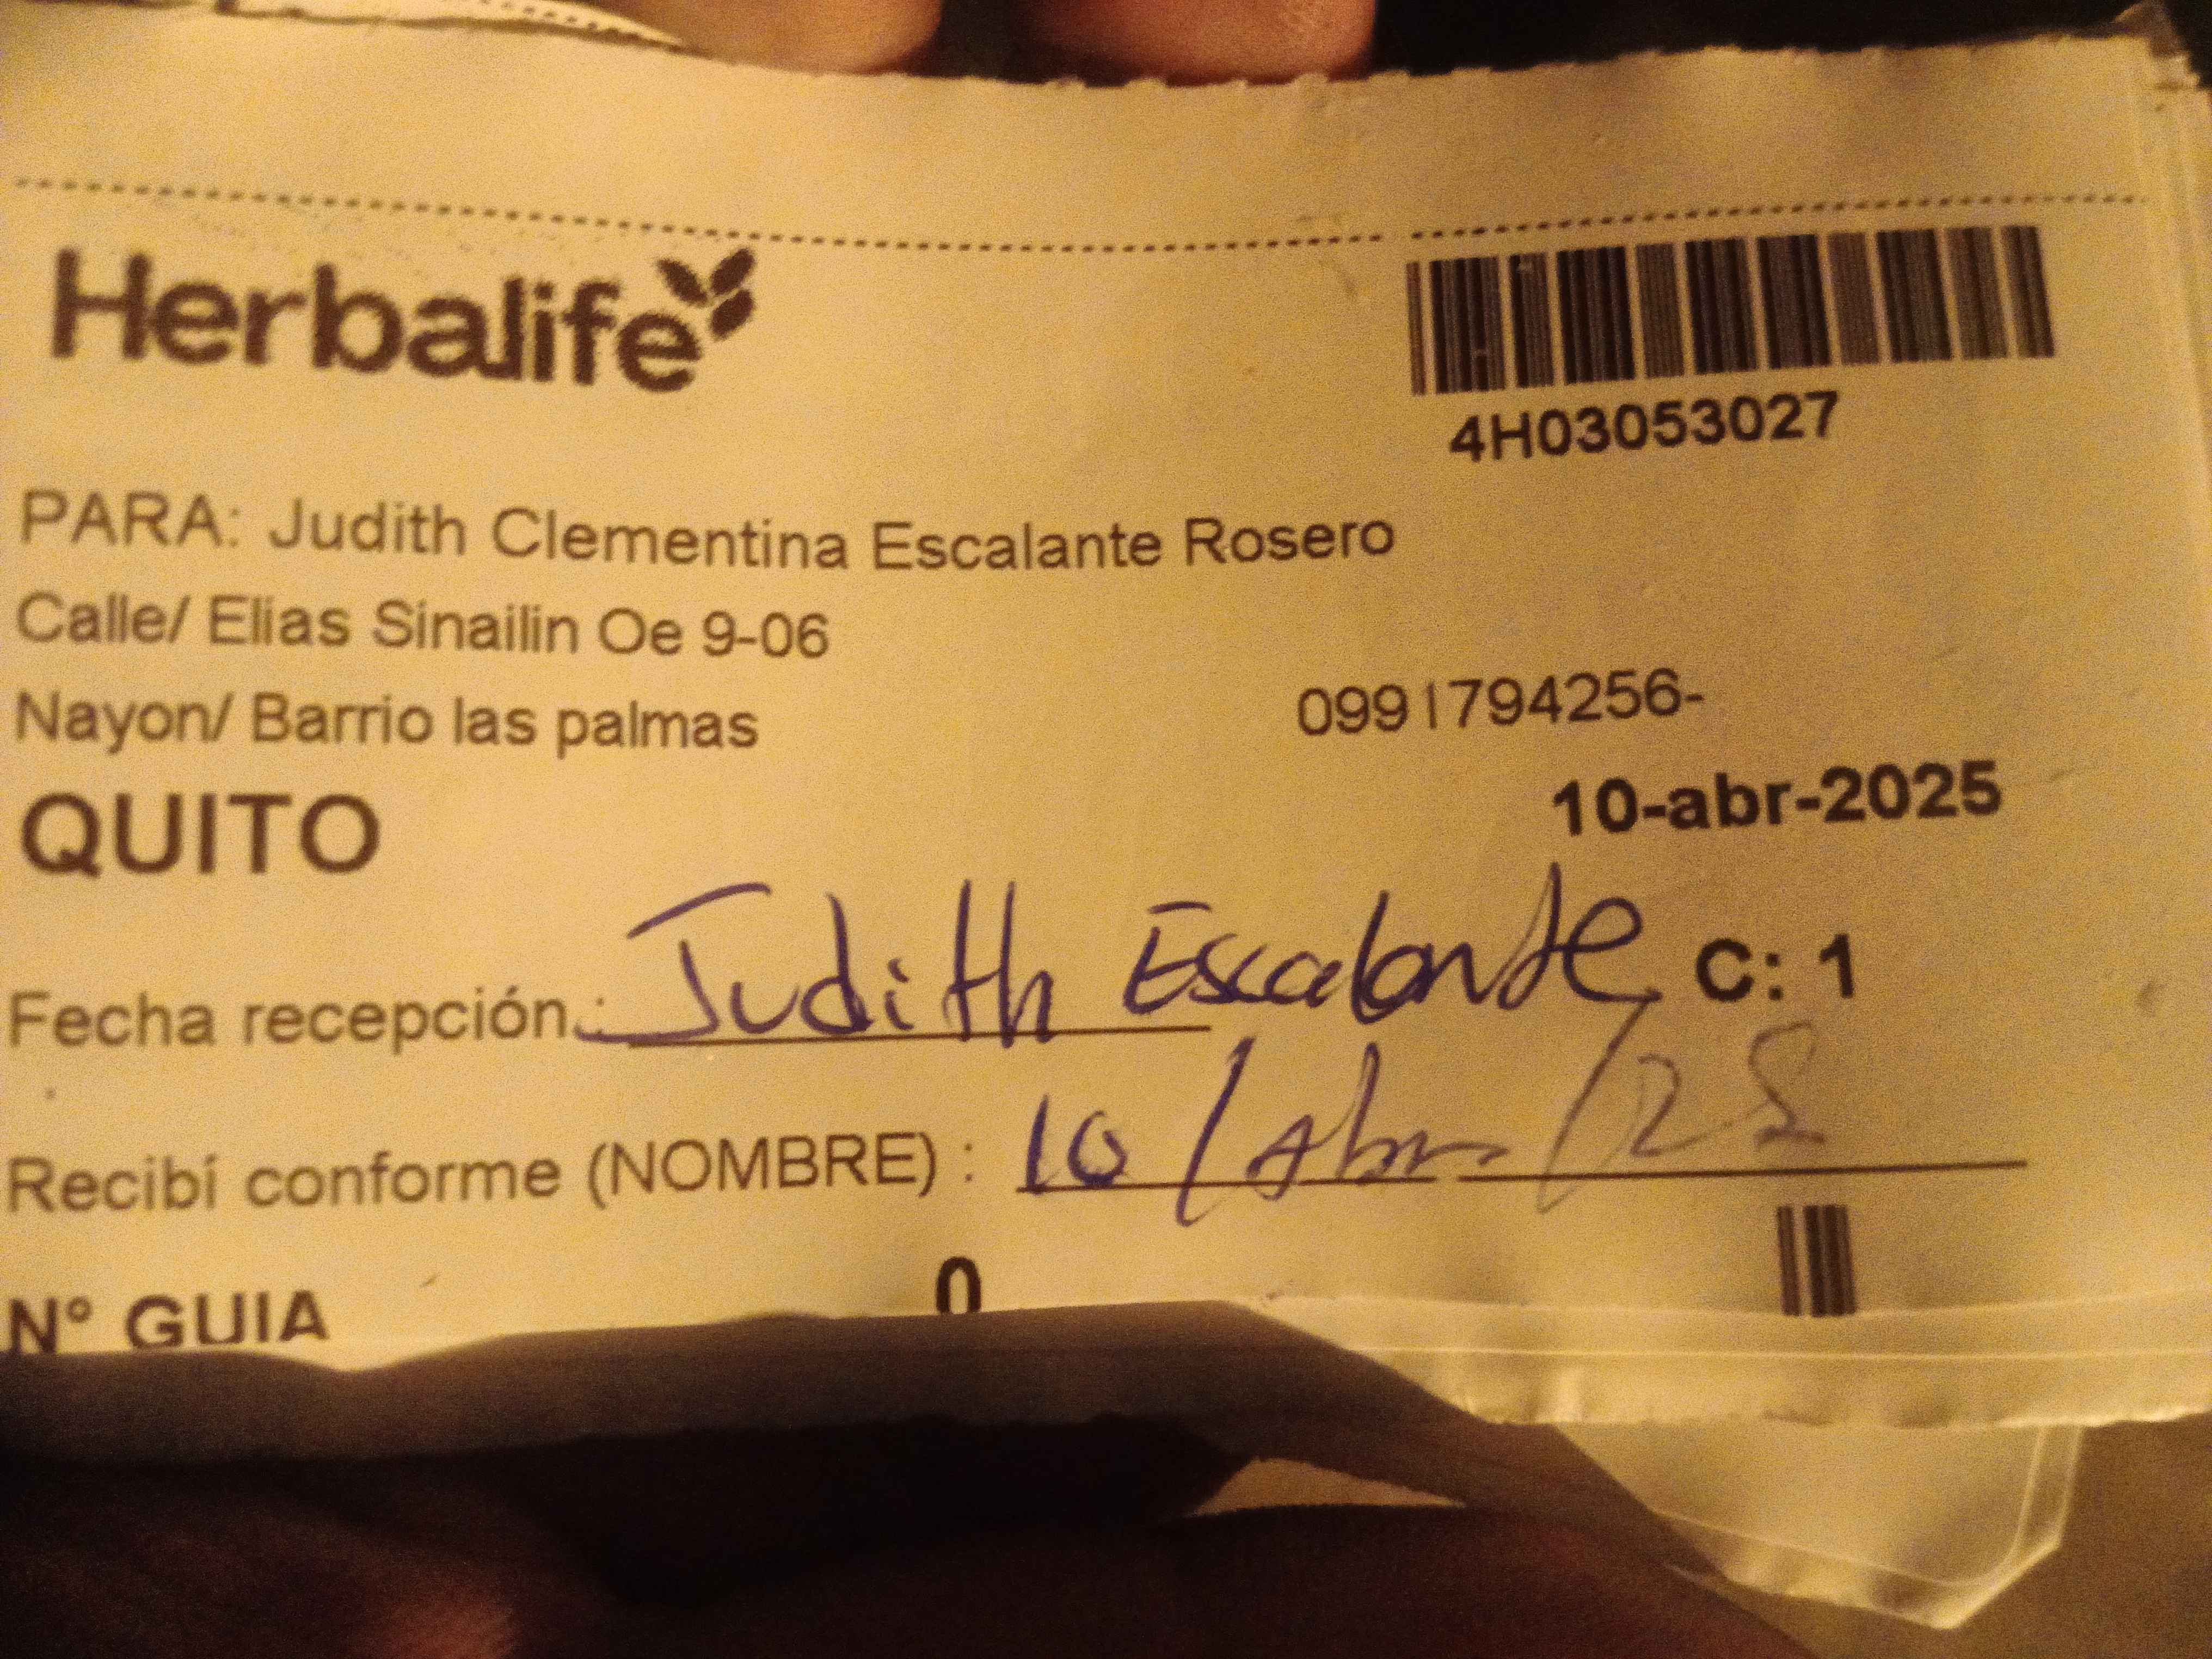 Herbalife
4H03053027
PARA: Judith Clementina Escalante Rosero
Calle/ Elias Sinailin Oe 9-06
Nayon/ Barrio las palmas
0991794256-
QUITO
10-abr-2025
Fecha recepción : Judith Escalante C: 1
Recibí conforme (NOMBRE) : 10/Abr/25
N° GUIA 0